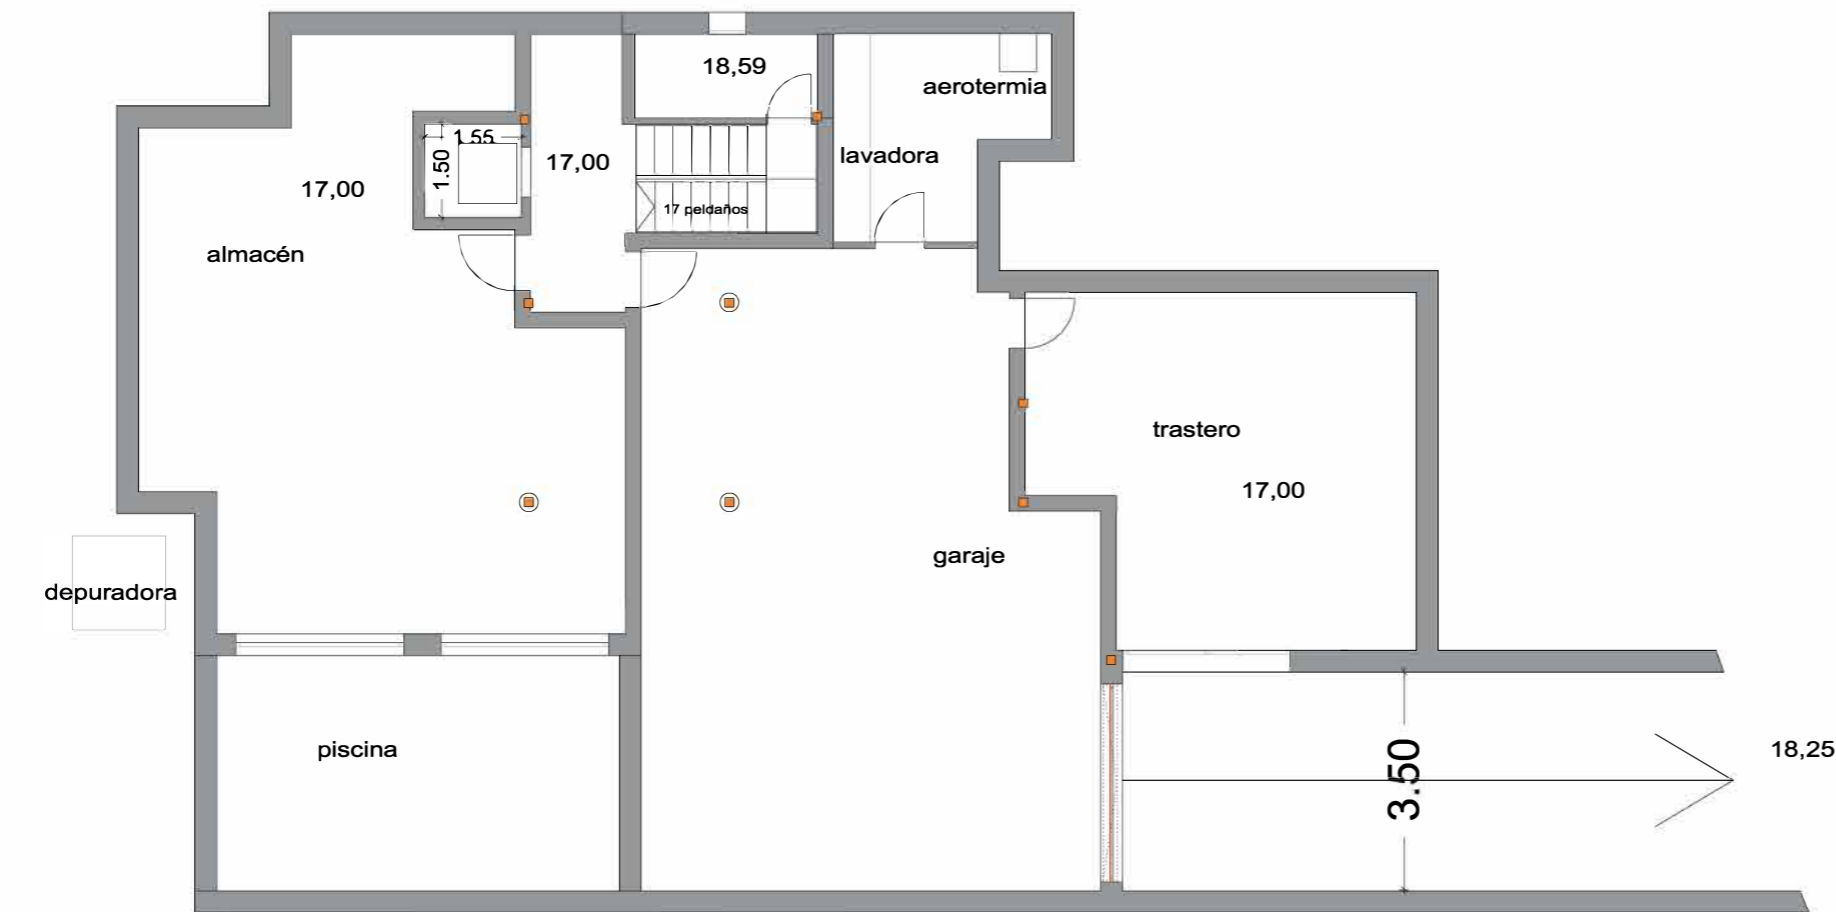 18,59
aerotermia
1.55
1.50
17,00
lavadora
17,00
17 peldaños
almacén
trastero
17,00
garaje
depuradora
piscina
3.50
18,25